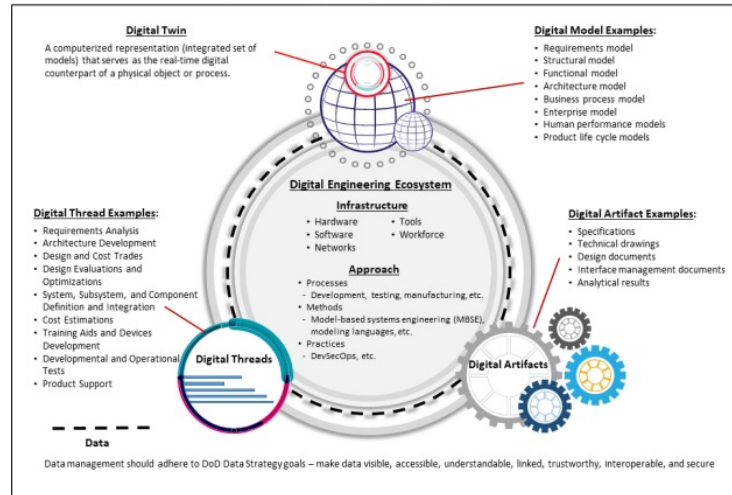 Digital Twin
A computerized representation (integrated set of
models) that serves as the real-time digital
counterpart of a physical object or process.
Digital Model Examples:
• Requirements model
• Structural model
• Functional model
• Architecture model
• Business process model
• Enterprise model
• Human performance models
• Product life cycle models
Digital Engineering Ecosystem
Infrastructure
• Hardware
• Software
• Networks
• Tools
• Workforce
Approach
• Processes
- Development, testing, manufacturing, etc.
• Methods
- Model-based systems engineering (MBSE),
modeling languages, etc.
• Practices
- DevSecOps, etc.
Digital Thread Examples:
• Requirements Analysis
• Architecture Development
• Design and Cost Trades
• Design Evaluations and
Optimizations
• System, Subsystem, and Component
Definition and Integration
• Cost Estimations
• Training Aids and Devices
Development
• Developmental and Operational
Tests
• Product Support
Digital Threads
Digital Artifact Examples:
• Specifications
• Technical drawings
• Design documents
• Interface management documents
• Analytical results
Digital Artifacts
Data
Data management should adhere to DoD Data Strategy goals – make data visible, accessible, understandable, linked, trustworthy, interoperable, and secure